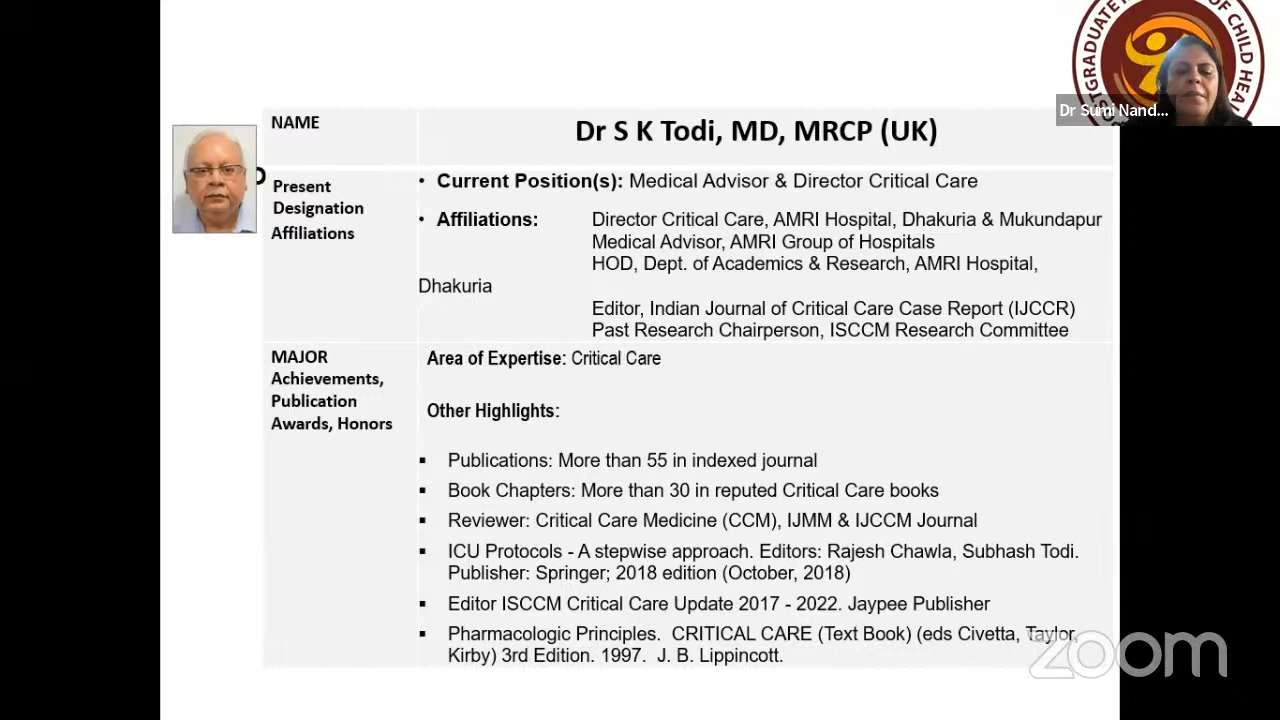 STGRADUATE
OF CHILD HEA
Dr Sumi Nand...
NAME
Dr S K Todi, MD, MRCP (UK)
Present
Designation
Affiliations
• Current Position(s): Medical Advisor & Director Critical Care
• Affiliations: Director Critical Care, AMRI Hospital, Dhakuria & Mukundapur
Medical Advisor, AMRI Group of Hospitals
HOD, Dept. of Academics & Research, AMRI Hospital,
Dhakuria
Editor, Indian Journal of Critical Care Case Report (IJCCR)
Past Research Chairperson, ISCCM Research Committee
MAJOR
Achievements,
Publication
Awards, Honors
Area of Expertise: Critical Care
Other Highlights:
▪ Publications: More than 55 in indexed journal
▪ Book Chapters: More than 30 in reputed Critical Care books
▪ Reviewer: Critical Care Medicine (CCM), IJMM & IJCCM Journal
▪ ICU Protocols - A stepwise approach. Editors: Rajesh Chawla, Subhash Todi.
Publisher: Springer; 2018 edition (October, 2018)
▪ Editor ISCCM Critical Care Update 2017 - 2022. Jaypee Publisher
▪ Pharmacologic Principles. CRITICAL CARE (Text Book) (eds Civetta, Taylor,
Kirby) 3rd Edition. 1997. J. B. Lippincott.
zoom